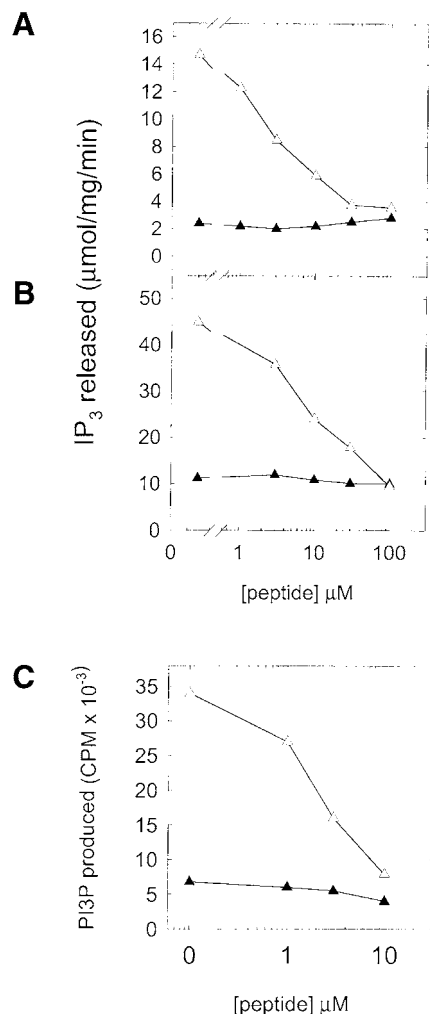 A
16
14
12
10
8
6
4
2
0
IP3 released (µmol/mg/min)
B
50
40
30
20
10
0
0 1 10 100
[peptide] µM
C
35
30
25
20
15
10
5
0
PI3P produced (CPM x 10-3)
0 1 10
[peptide] µM